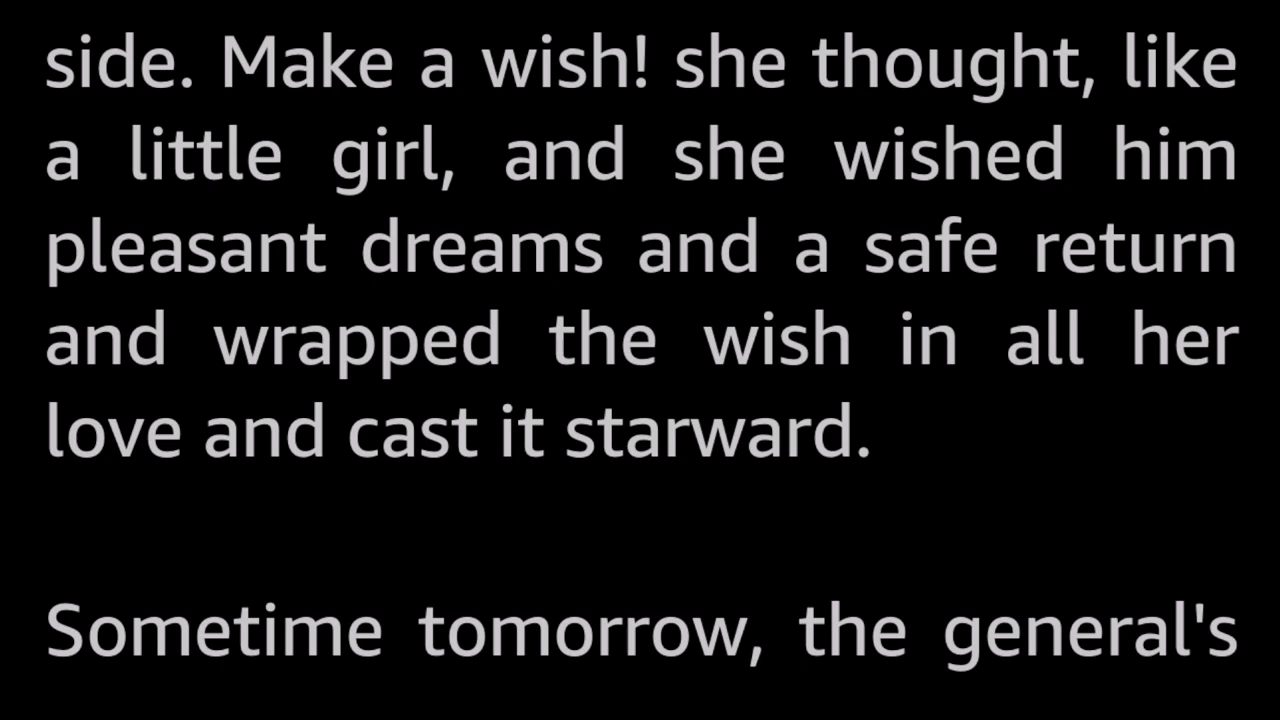 side. Make a wish! she thought, like
a little girl, and she wished him
pleasant dreams and a safe return
and wrapped the wish in all her
love and cast it starward.
Sometime tomorrow, the general's